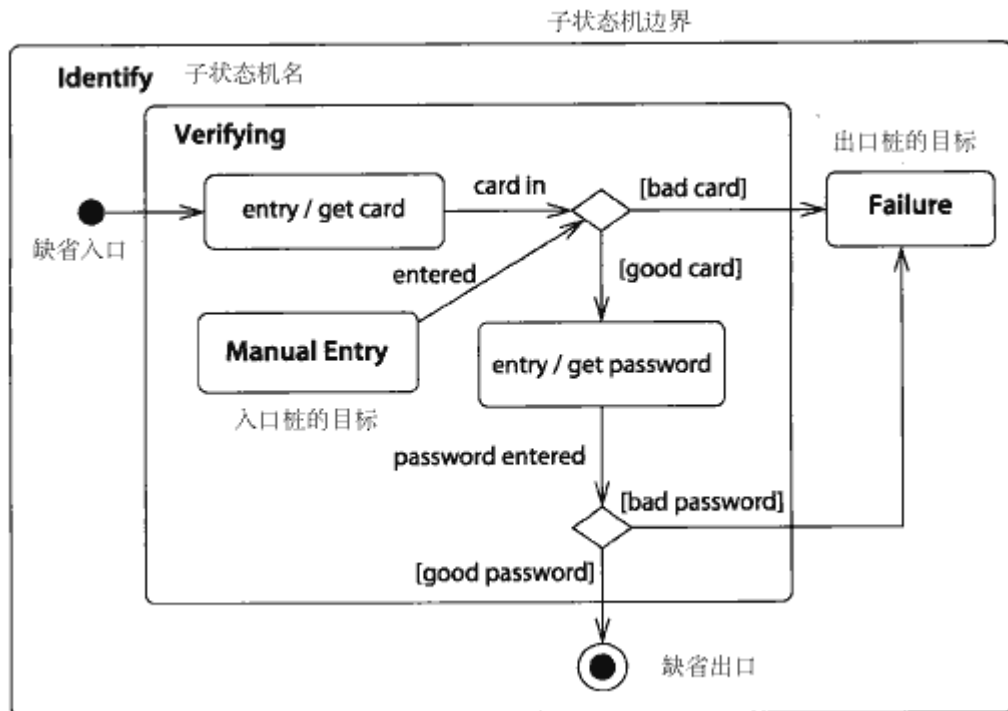 子状态机边界
Identify 子状态机名
Verifying
出口桩的目标
entry / get card
card in
[bad card]
Failure
缺省入口
entered
[good card]
Manual Entry
entry / get password
入口桩的目标
password entered
[bad password]
[good password]
缺省出口